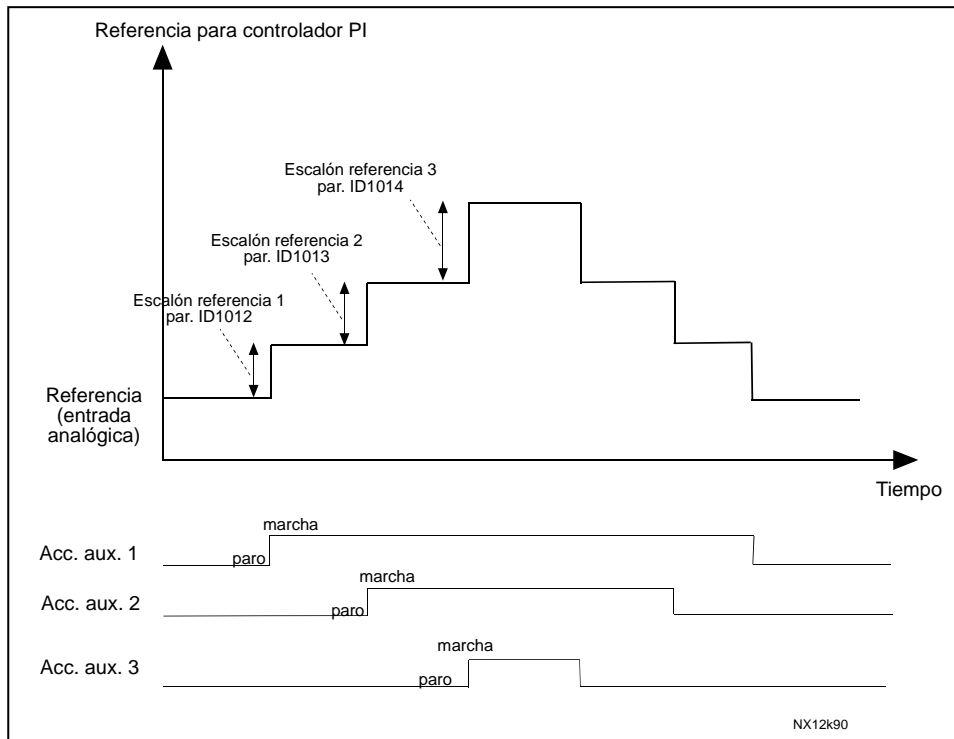 Referencia para controlador PI
Escalón referencia 3
par. ID1014
Escalón referencia 2
par. ID1013
Escalón referencia 1
par. ID1012
Referencia
(entrada
analógica)
Tiempo
marcha
Acc. aux. 1
paro
marcha
Acc. aux. 2
paro
marcha
Acc. aux. 3
paro
NX12k90